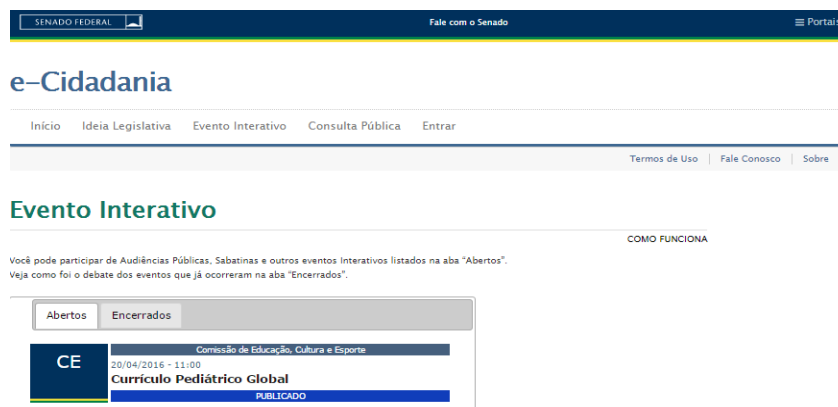 SENADO FEDERAL
Fale com o Senado
≡ Portais
e-Cidadania
Início Ideia Legislativa Evento Interativo Consulta Pública Entrar
Termos de Uso | Fale Conosco | Sobre
Evento Interativo
COMO FUNCIONA
Você pode participar de Audiências Públicas, Sabatinas e outros eventos Interativos listados na aba "Abertos".
Veja como foi o debate dos eventos que já ocorreram na aba "Encerrados".
Abertos Encerrados
Comissão de Educação, Cultura e Esporte
CE
20/04/2016 - 11:00
Currículo Pediátrico Global
PUBLICADO